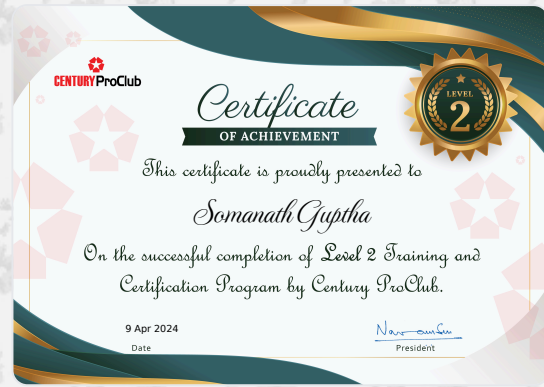 CENTURY ProClub
Certificate
OF ACHIEVEMENT
LEVEL
2
This certificate is proudly presented to
Somanath Guptha
On the successful completion of Level 2 Training and
Certification Program by Century ProClub.
9 Apr 2024
Date
President